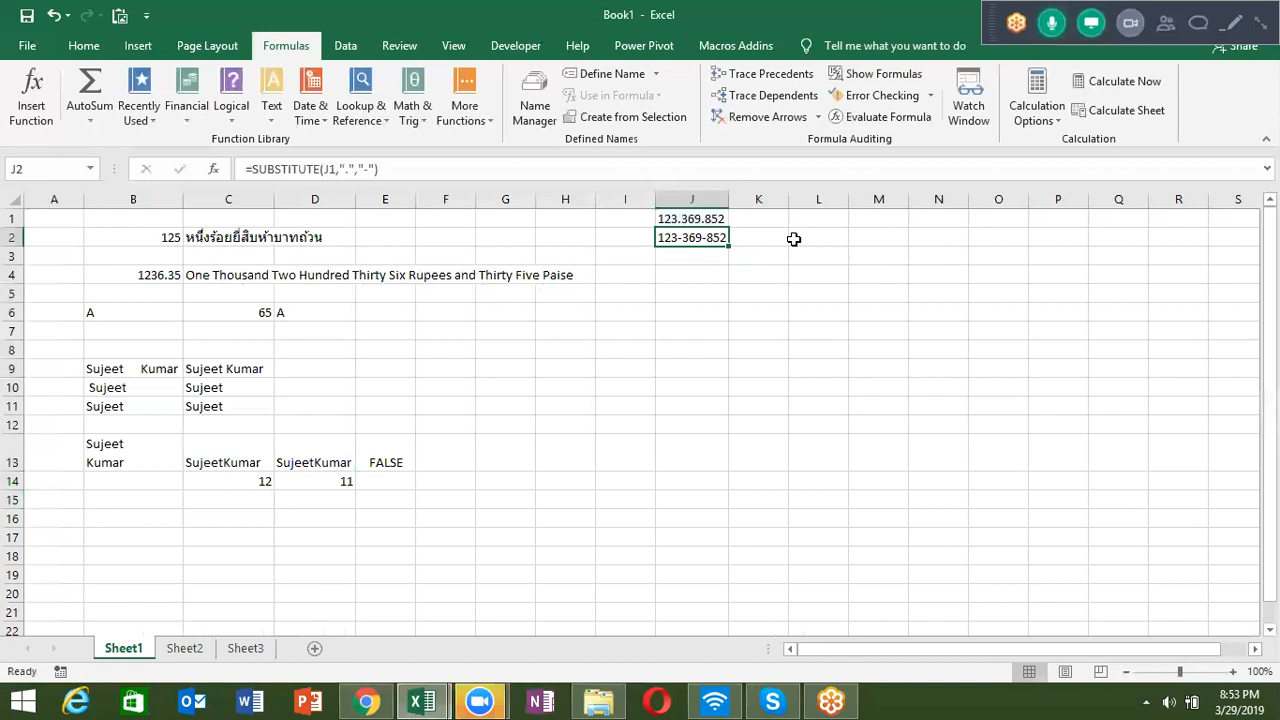 Book1 - Excel
File Home Insert Page Layout Formulas Data Review View Developer Help Power Pivot Macros Addins Tell me what you want to do Share
Insert Function
AutoSum
Recently Used
Financial
Logical
Text
Date & Time
Lookup & Reference
Math & Trig
More Functions
Function Library
Name Manager
Define Name
Use in Formula
Create from Selection
Defined Names
Trace Precedents
Trace Dependents
Remove Arrows
Show Formulas
Error Checking
Evaluate Formula
Watch Window
Formula Auditing
Calculation Options
Calculate Now
Calculate Sheet
Calculation
J2 fx =SUBSTITUTE(J1,".","-")
A B C D E F G H I J K L M N O P Q R S
1 123.369.852
2 125 หนึ่งร้อยยี่สิบห้าบาทถ้วน 123-369-852
3
4 1236.35 One Thousand Two Hundred Thirty Six Rupees and Thirty Five Paise
5
6 A 65 A
7
8
9 Sujeet Kumar Sujeet Kumar
10 Sujeet Sujeet
11 Sujeet Sujeet
12
Sujeet
13 Kumar SujeetKumar SujeetKumar FALSE
14 12 11
15
16
17
18
19
20
21
22
Sheet1 Sheet2 Sheet3
Ready 100%
8:53 PM
3/29/2019